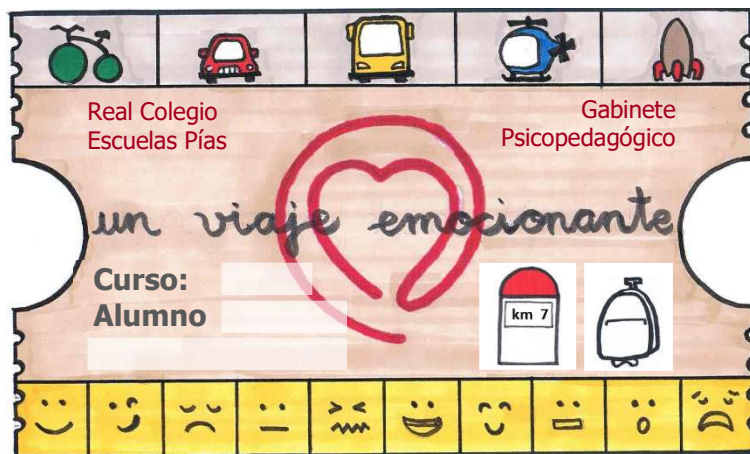 Real Colegio
Escuelas Pías
Gabinete
Psicopedagógico
un viaje emocionante
Curso:
Alumno
km 7